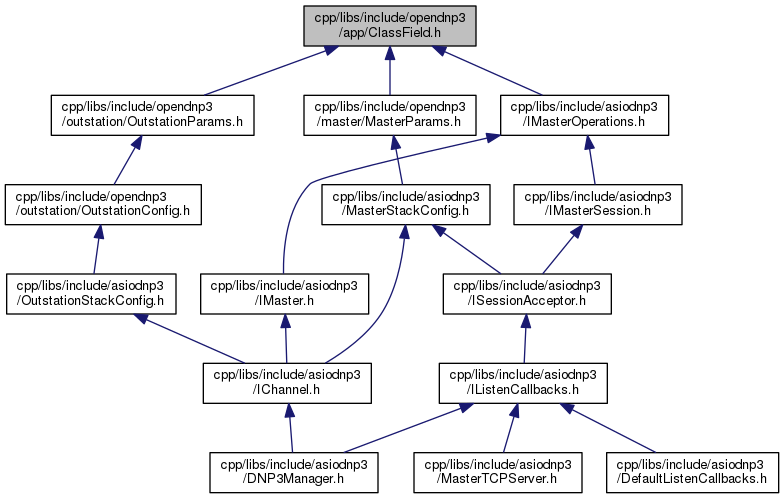 cpp/libs/include/opendnp3
/app/ClassField.h
cpp/libs/include/opendnp3
/outstation/OutstationParams.h
cpp/libs/include/opendnp3
/master/MasterParams.h
cpp/libs/include/asiodnp3
/IMasterOperations.h
cpp/libs/include/opendnp3
/outstation/OutstationConfig.h
cpp/libs/include/asiodnp3
/MasterStackConfig.h
cpp/libs/include/asiodnp3
/IMasterSession.h
cpp/libs/include/asiodnp3
/OutstationStackConfig.h
cpp/libs/include/asiodnp3
/IMaster.h
cpp/libs/include/asiodnp3
/ISessionAcceptor.h
cpp/libs/include/asiodnp3
/IChannel.h
cpp/libs/include/asiodnp3
/IListenCallbacks.h
cpp/libs/include/asiodnp3
/DNP3Manager.h
cpp/libs/include/asiodnp3
/MasterTCPServer.h
cpp/libs/include/asiodnp3
/DefaultListenCallbacks.h